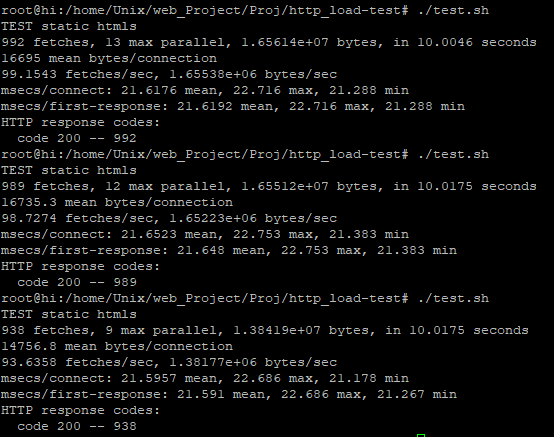 root@hi:/home/Unix/web_Project/Proj/http_load-test# ./test.sh
TEST static htmls
992 fetches, 13 max parallel, 1.65614e+07 bytes, in 10.0046 seconds
16695 mean bytes/connection
99.1543 fetches/sec, 1.65538e+06 bytes/sec
msecs/connect: 21.6176 mean, 22.716 max, 21.288 min
msecs/first-response: 21.6192 mean, 22.716 max, 21.288 min
HTTP response codes:
  code 200 -- 992
root@hi:/home/Unix/web_Project/Proj/http_load-test# ./test.sh
TEST static htmls
989 fetches, 12 max parallel, 1.65512e+07 bytes, in 10.0175 seconds
16735.3 mean bytes/connection
98.7274 fetches/sec, 1.65223e+06 bytes/sec
msecs/connect: 21.6523 mean, 22.753 max, 21.383 min
msecs/first-response: 21.648 mean, 22.753 max, 21.383 min
HTTP response codes:
  code 200 -- 989
root@hi:/home/Unix/web_Project/Proj/http_load-test# ./test.sh
TEST static htmls
938 fetches, 9 max parallel, 1.38419e+07 bytes, in 10.0175 seconds
14756.8 mean bytes/connection
93.6358 fetches/sec, 1.38177e+06 bytes/sec
msecs/connect: 21.5957 mean, 22.686 max, 21.178 min
msecs/first-response: 21.591 mean, 22.686 max, 21.267 min
HTTP response codes:
  code 200 -- 938